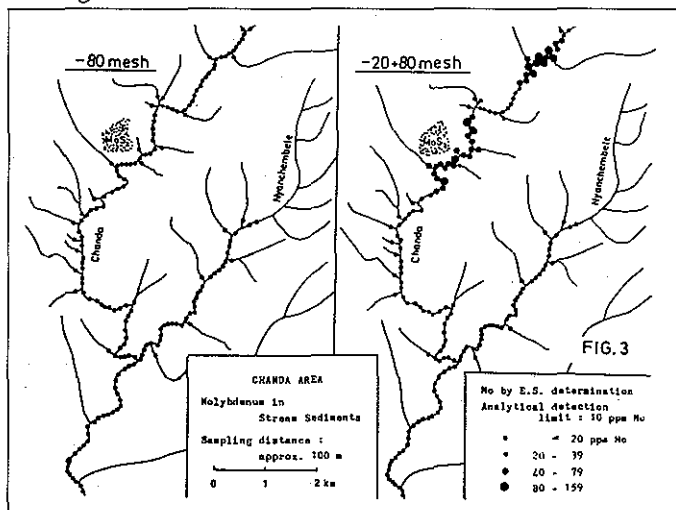 -80 mesh
-20+80 mesh
Chanda
Nyanchembele
Chanda
Nyanchembele
FIG.3
CHANDA AREA
Molybdenum in
Stream Sediments
Sampling distance :
approx. 100 m
0 1 2 km
Mo by E.S. determination
Analytical detection
limit : 10 ppm Mo
20 ppm Mo
20 - 39
40 - 79
80 - 159